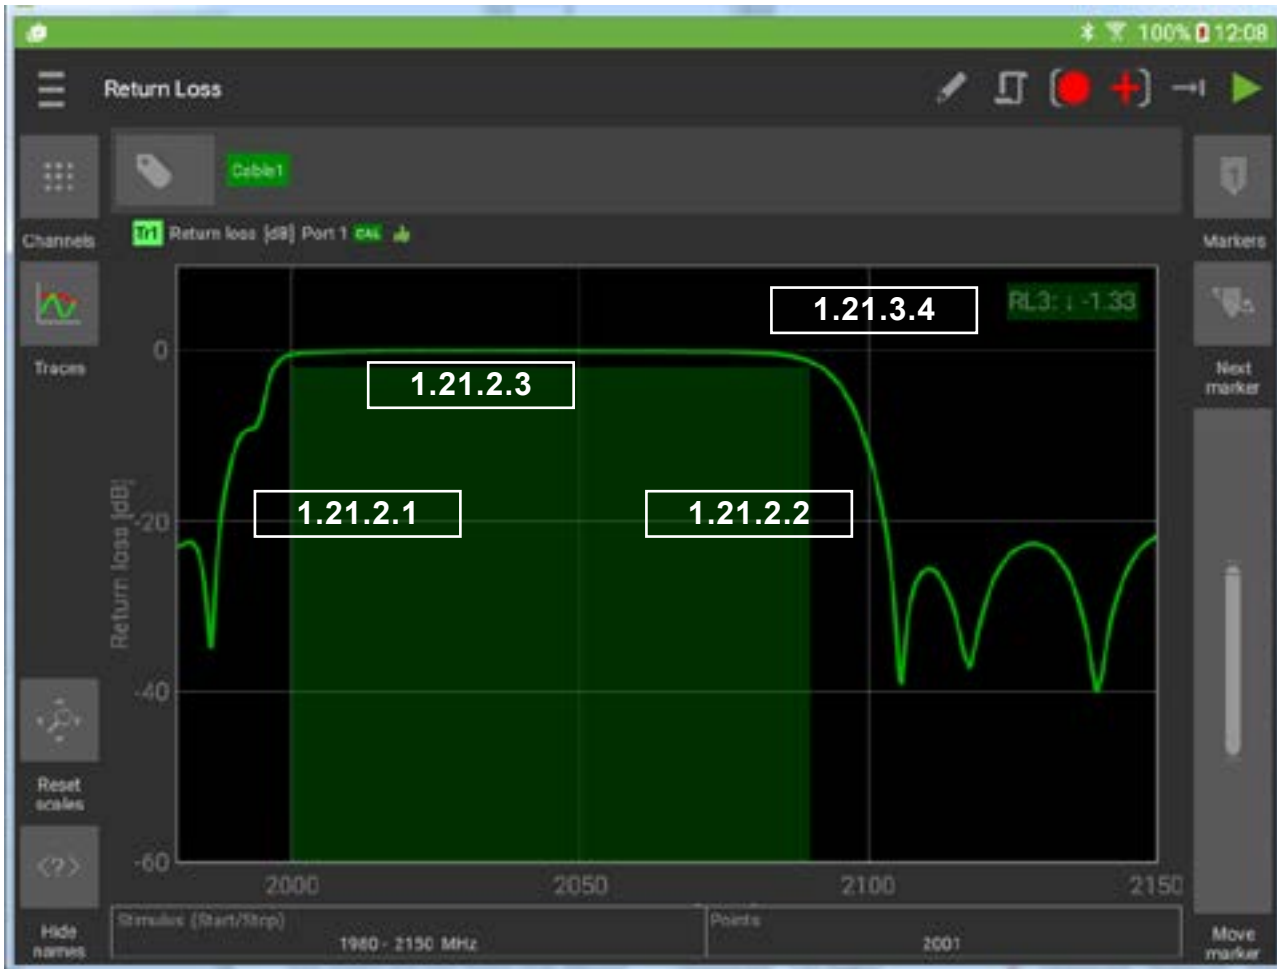 100% 12:08
Return Loss
Cable1
Channels
Tr1 Return loss [dB] Port 1 CAL
Markers
1.21.3.4
RL3: ↓ -1.33
0
Traces
Next
marker
1.21.2.3
Return loss [dB]
1.21.2.1
1.21.2.2
-20
-40
Reset
scales
-60
<?>
2000
2050
2100
2150
Hide
names
Stimulus (Start/Stop)
1980 - 2150 MHz
Points
2001
Move
marker